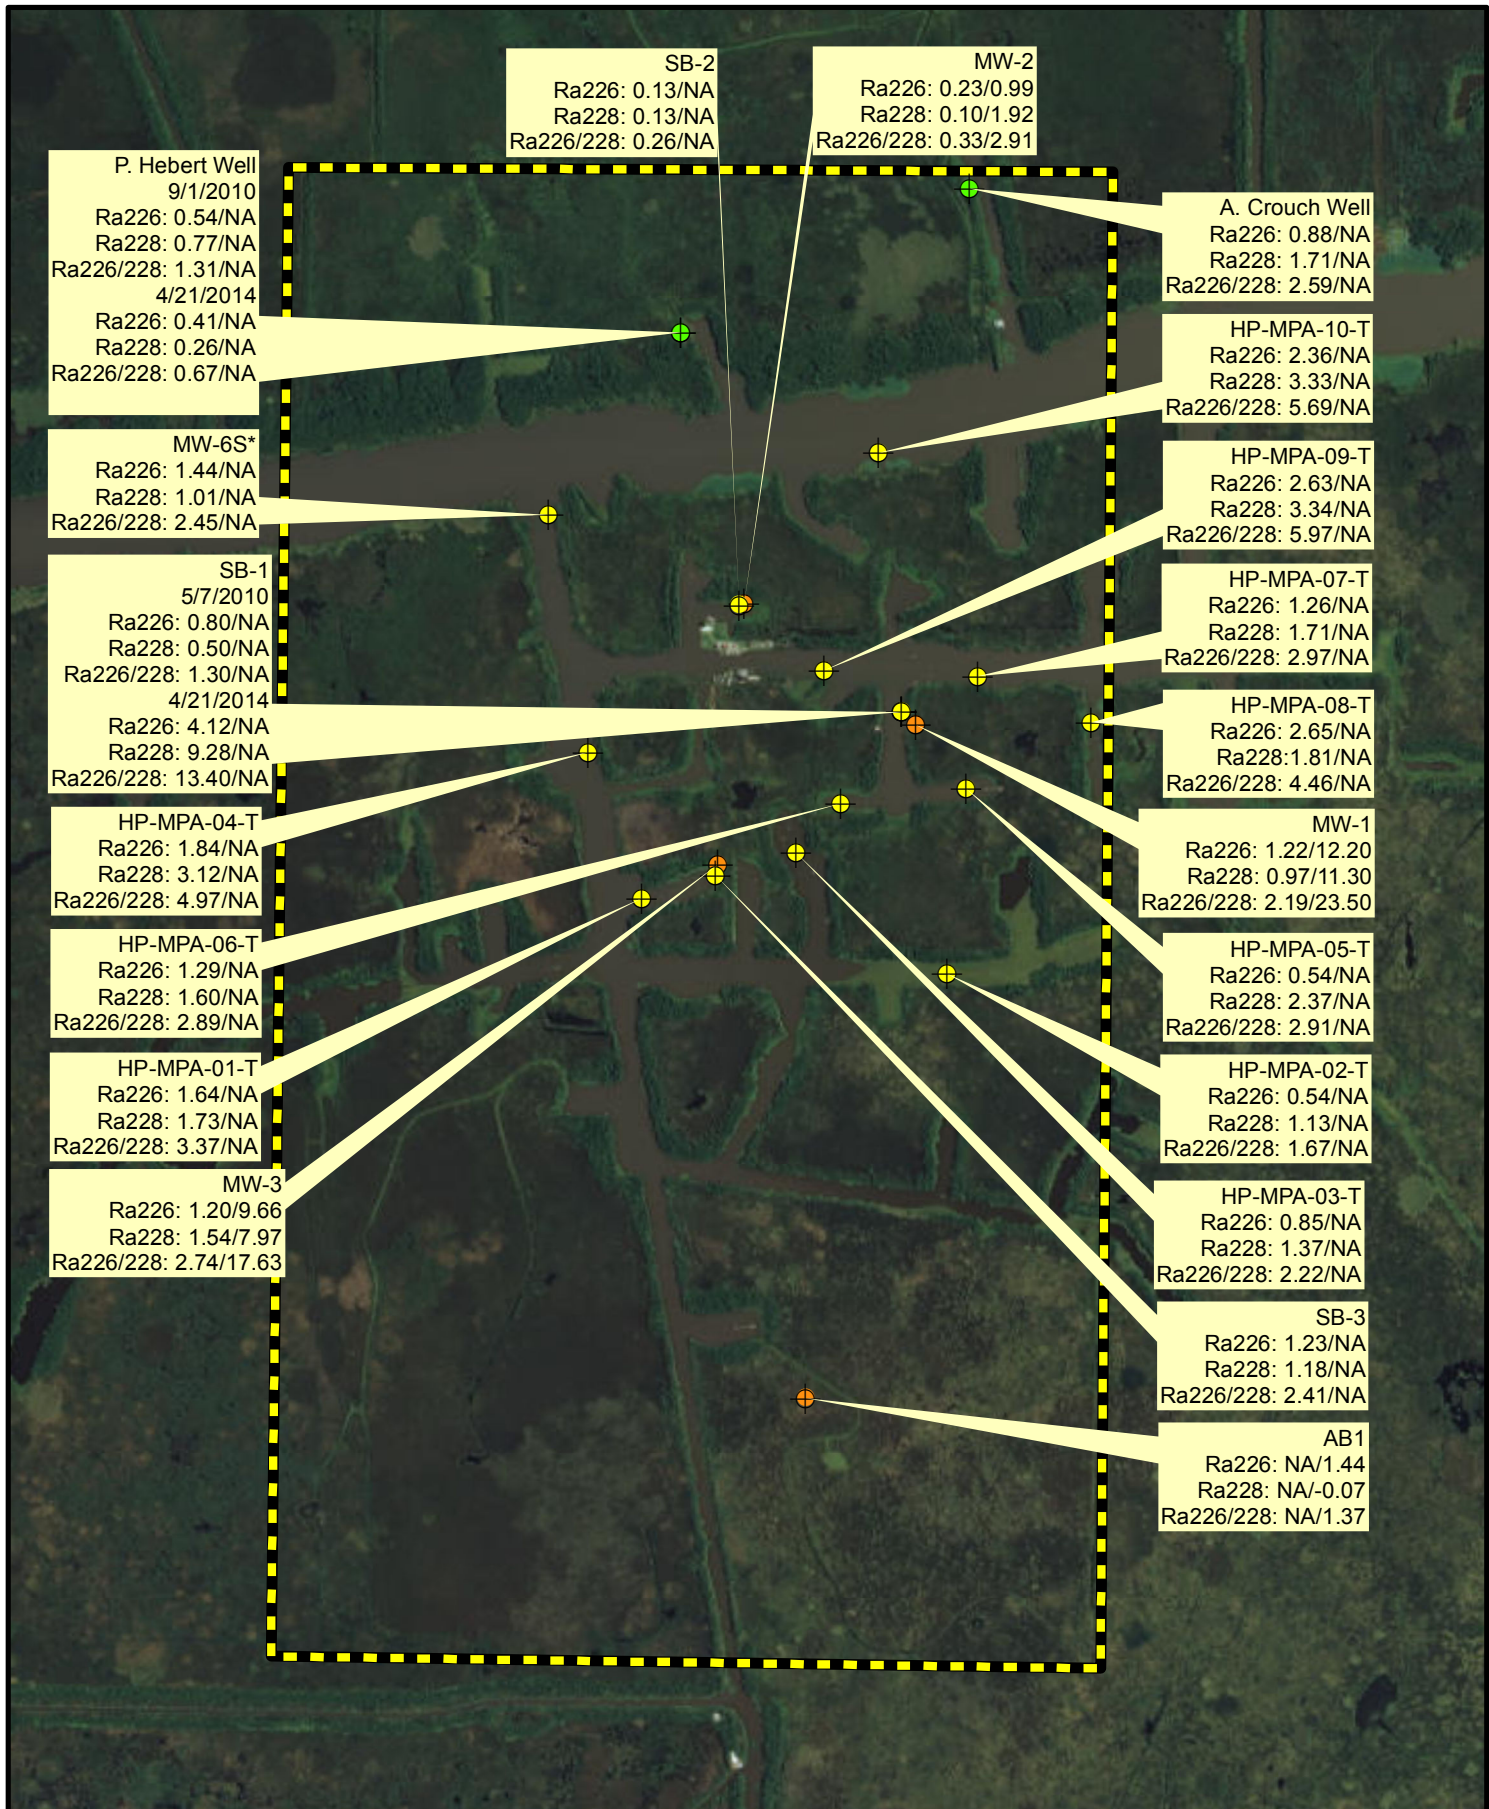 SB-2
Ra226: 0.13/NA
Ra228: 0.13/NA
Ra226/228: 0.26/NA
MW-2
Ra226: 0.23/0.99
Ra228: 0.10/1.92
Ra226/228: 0.33/2.91
P. Hebert Well
9/1/2010
Ra226: 0.54/NA
Ra228: 0.77/NA
Ra226/228: 1.31/NA
4/21/2014
Ra226: 0.41/NA
Ra228: 0.26/NA
Ra226/228: 0.67/NA
MW-6S*
Ra226: 1.44/NA
Ra228: 1.01/NA
Ra226/228: 2.45/NA
SB-1
5/7/2010
Ra226: 0.80/NA
Ra228: 0.50/NA
Ra226/228: 1.30/NA
4/21/2014
Ra226: 4.12/NA
Ra228: 9.28/NA
Ra226/228: 13.40/NA
HP-MPA-04-T
Ra226: 1.84/NA
Ra228: 3.12/NA
Ra226/228: 4.97/NA
HP-MPA-06-T
Ra226: 1.29/NA
Ra228: 1.60/NA
Ra226/228: 2.89/NA
HP-MPA-01-T
Ra226: 1.64/NA
Ra228: 1.73/NA
Ra226/228: 3.37/NA
MW-3
Ra226: 1.20/9.66
Ra228: 1.54/7.97
Ra226/228: 2.74/17.63
A. Crouch Well
Ra226: 0.88/NA
Ra228: 1.71/NA
Ra226/228: 2.59/NA
HP-MPA-10-T
Ra226: 2.36/NA
Ra228: 3.33/NA
Ra226/228: 5.69/NA
HP-MPA-09-T
Ra226: 2.63/NA
Ra228: 3.34/NA
Ra226/228: 5.97/NA
HP-MPA-07-T
Ra226: 1.26/NA
Ra228: 1.71/NA
Ra226/228: 2.97/NA
HP-MPA-08-T
Ra226: 2.65/NA
Ra228:1.81/NA
Ra226/228: 4.46/NA
MW-1
Ra226: 1.22/12.20
Ra228: 0.97/11.30
Ra226/228: 2.19/23.50
HP-MPA-05-T
Ra226: 0.54/NA
Ra228: 2.37/NA
Ra226/228: 2.91/NA
HP-MPA-02-T
Ra226: 0.54/NA
Ra228: 1.13/NA
Ra226/228: 1.67/NA
HP-MPA-03-T
Ra226: 0.85/NA
Ra228: 1.37/NA
Ra226/228: 2.22/NA
SB-3
Ra226: 1.23/NA
Ra228: 1.18/NA
Ra226/228: 2.41/NA
AB1
Ra226: NA/1.44
Ra228: NA/-0.07
Ra226/228: NA/1.37